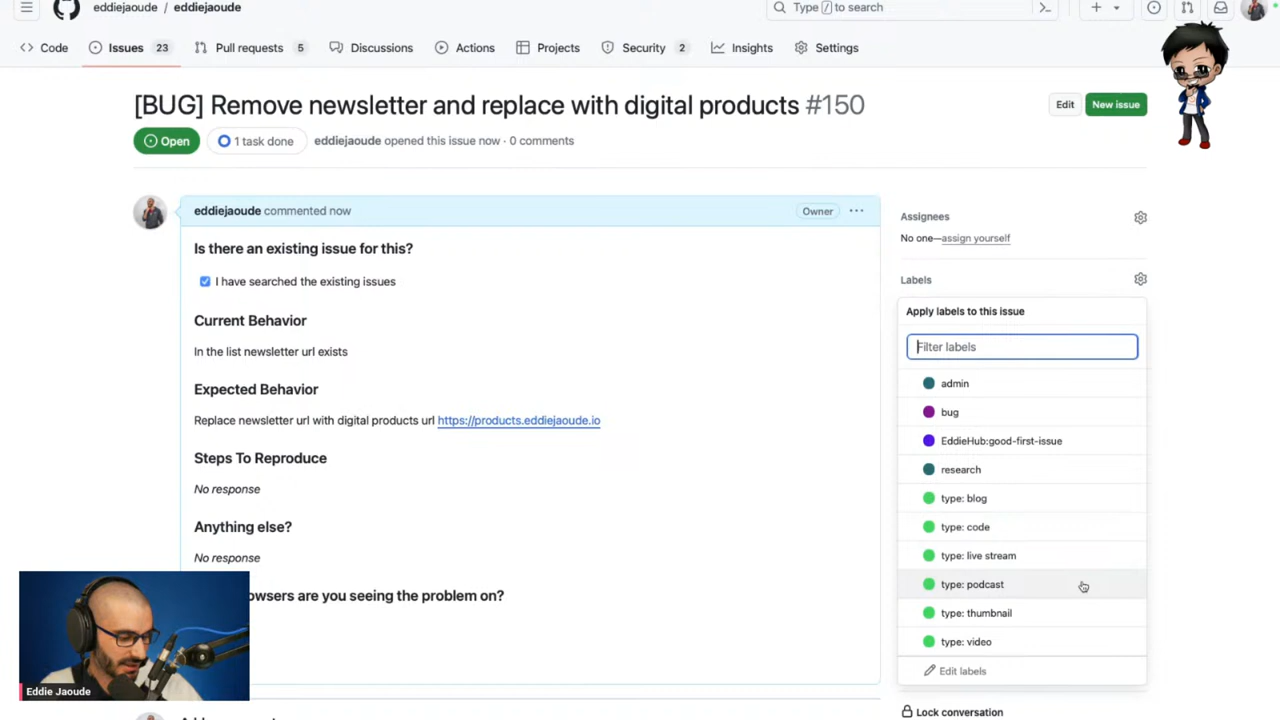 eddiejaoude / eddiejaoude
Type / to search
Code
Issues 23
Pull requests 5
Discussions
Actions
Projects
Security 2
Insights
Settings
[BUG] Remove newsletter and replace with digital products #150
Edit
New issue
Open
1 task done
eddiejaoude opened this issue now · 0 comments
eddiejaoude commented now
Owner
Is there an existing issue for this?
I have searched the existing issues
Current Behavior
In the list newsletter url exists
Expected Behavior
Replace newsletter url with digital products url https://products.eddiejaoude.io
Steps To Reproduce
No response
Anything else?
No response
owsers are you seeing the problem on?
Assignees
No one—assign yourself
Labels
Apply labels to this issue
Filter labels
admin
bug
EddieHub:good-first-issue
research
type: blog
type: code
type: live stream
type: podcast
type: thumbnail
type: video
Edit labels
Lock conversation
Eddie Jaoude